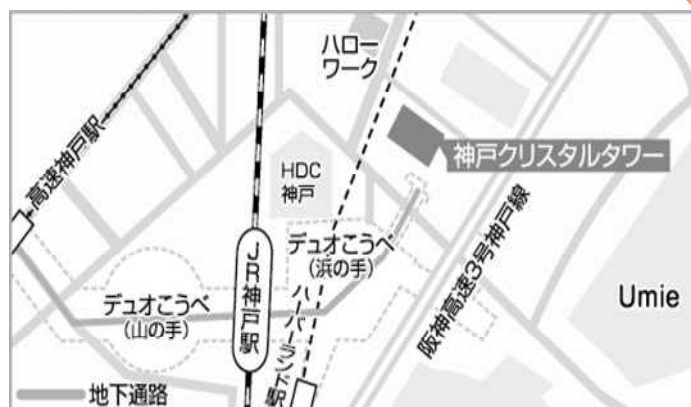 ハロー
ワーク
高速神戸駅
神戸クリスタルタワー
HDC
神戸
デュオこうべ
(浜の手)
阪神高速3号神戸線
JR神戸駅
ハーバーランド駅
Umie
デュオこうべ
(山の手)
地下通路